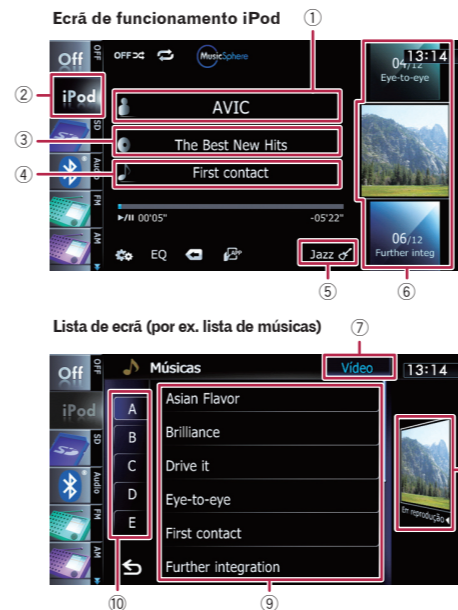 Ecrã de funcionamento iPod
①
Off
OFF
OFF
MusicSphere
04/12
13:14
Eye-to-eye
②
iPod
AVIC
③
SD
The Best New Hits
④
Audio
First contact
FM
►/II 00'05"
-05'22"
AM
EQ
APP
Jazz
06/12
Further integ
⑤
⑥
Lista de ecrã (por ex. lista de músicas)
⑦
Off
OFF
Músicas
Vídeo
13:14
iPod
A
Asian Flavor
SD
B
Brilliance
C
Drive it
Audio
D
Eye-to-eye
Em reprodução
FM
E
First contact
AM
Further integration
⑩
⑨